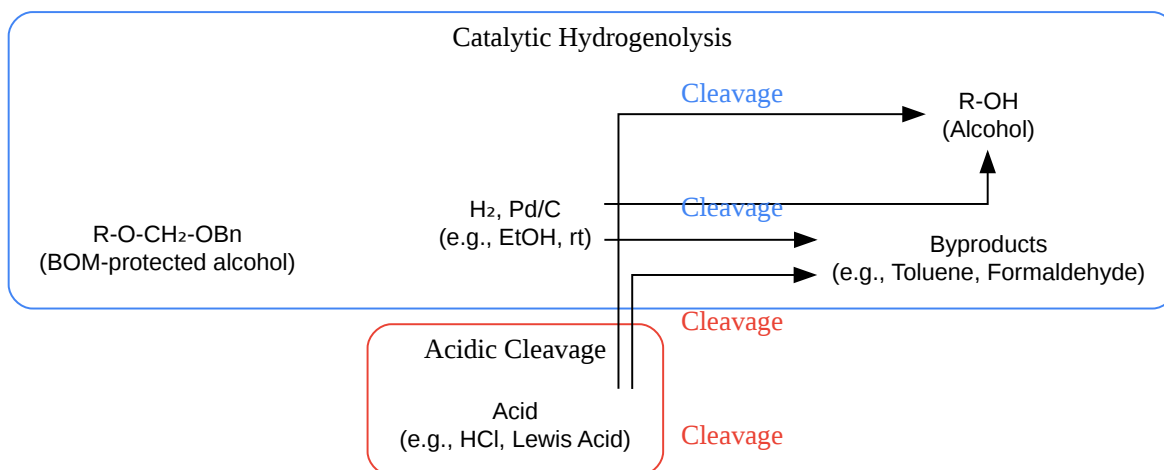 Catalytic Hydrogenolysis
Cleavage
R-OH
(Alcohol)
H₂, Pd/C
(e.g., EtOH, rt)
Cleavage
R-O-CH₂-OBn
(BOM-protected alcohol)
Byproducts
(e.g., Toluene, Formaldehyde)
Cleavage
Acidic Cleavage
Acid
(e.g., HCl, Lewis Acid)
Cleavage